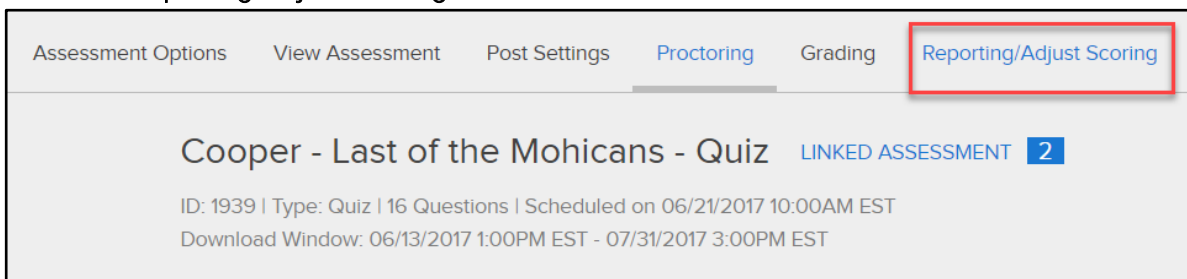 Assessment Options View Assessment Post Settings Proctoring Grading Reporting/Adjust Scoring
Cooper - Last of the Mohicans - Quiz LINKED ASSESSMENT 2
ID: 1939 | Type: Quiz | 16 Questions | Scheduled on 06/21/2017 10:00AM EST
Download Window: 06/13/2017 1:00PM EST - 07/31/2017 3:00PM EST